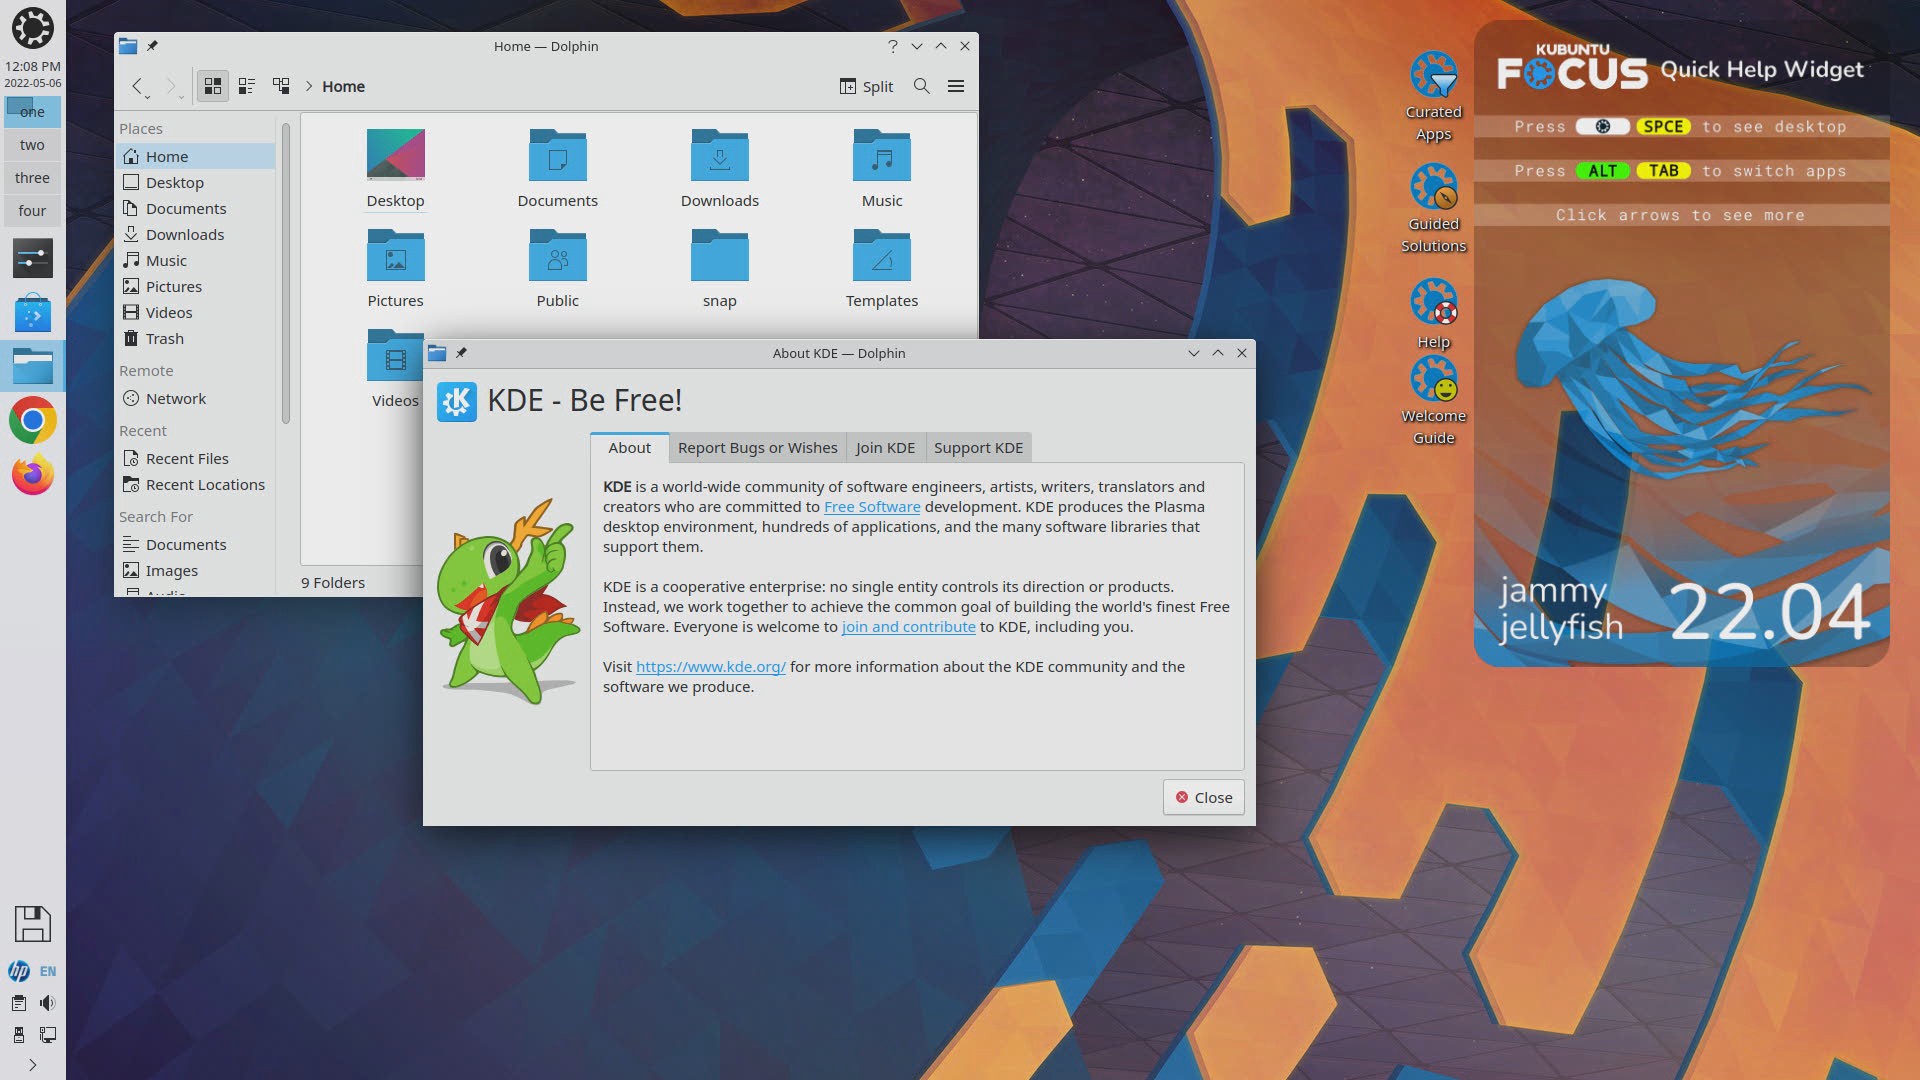 12:08 PM
2022-05-06
one
two
three
four
hp
EN
Home — Dolphin
Home
Split
Places
Home
Desktop
Documents
Downloads
Music
Pictures
Videos
Trash
Remote
Network
Recent
Recent Files
Recent Locations
Search For
Documents
Images
Audio
Desktop
Documents
Downloads
Music
Pictures
Public
snap
Templates
Videos
9 Folders
About KDE — Dolphin
KDE - Be Free!
About
Report Bugs or Wishes
Join KDE
Support KDE
KDE is a world-wide community of software engineers, artists, writers, translators and
creators who are committed to Free Software development. KDE produces the Plasma
desktop environment, hundreds of applications, and the many software libraries that
support them.
KDE is a cooperative enterprise: no single entity controls its direction or products.
Instead, we work together to achieve the common goal of building the world's finest Free
Software. Everyone is welcome to join and contribute to KDE, including you.
Visit https://www.kde.org/ for more information about the KDE community and the
software we produce.
Close
Curated
Apps
Guided
Solutions
Help
Welcome
Guide
KUBUNTU
FOCUS Quick Help Widget
Press SPCE to see desktop
Press ALT TAB to switch apps
Click arrows to see more
jammy
jellyfish
22.04